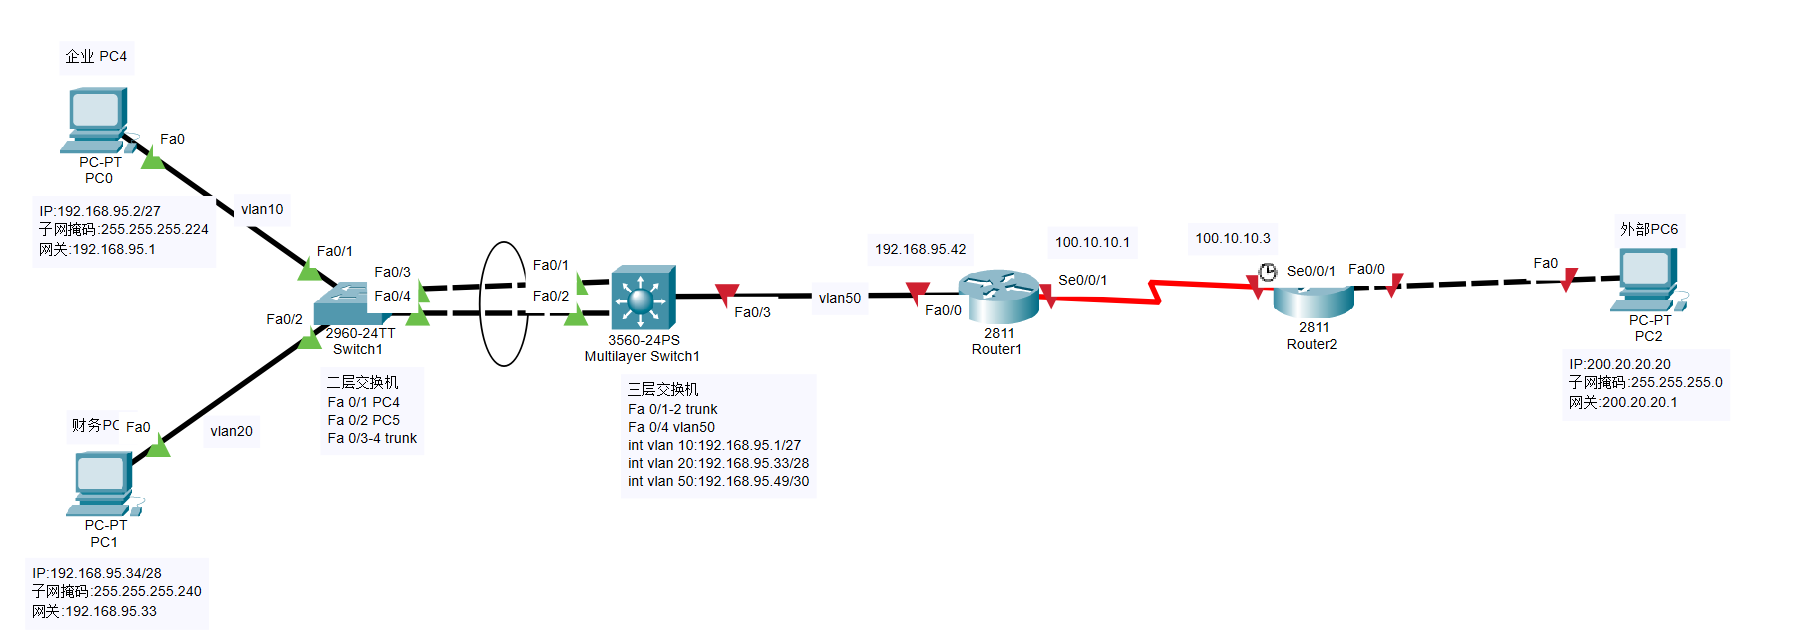 企业 PC4
Fa0
PC-PT
PC0
IP:192.168.95.2/27
子网掩码:255.255.255.224
网关:192.168.95.1
vlan10
Fa0/1
Fa0/3
Fa0/4
Fa0/2
2960-24TT
Switch1
二层交换机
Fa 0/1 PC4
Fa 0/2 PC5
Fa 0/3-4 trunk
财务PC
Fa0
vlan20
PC-PT
PC1
IP:192.168.95.34/28
子网掩码:255.255.255.240
网关:192.168.95.33
Fa0/1
Fa0/2
3560-24PS
Multilayer Switch1
三层交换机
Fa 0/1-2 trunk
Fa 0/4 vlan50
int vlan 10:192.168.95.1/27
int vlan 20:192.168.95.33/28
int vlan 50:192.168.95.49/30
Fa0/3
vlan50
192.168.95.42
Fa0/0
2811
Router1
100.10.10.1
Se0/0/1
100.10.10.3
Se0/0/1
Fa0/0
2811
Router2
外部PC6
Fa0
PC-PT
PC2
IP:200.20.20.20
子网掩码:255.255.255.0
网关:200.20.20.1